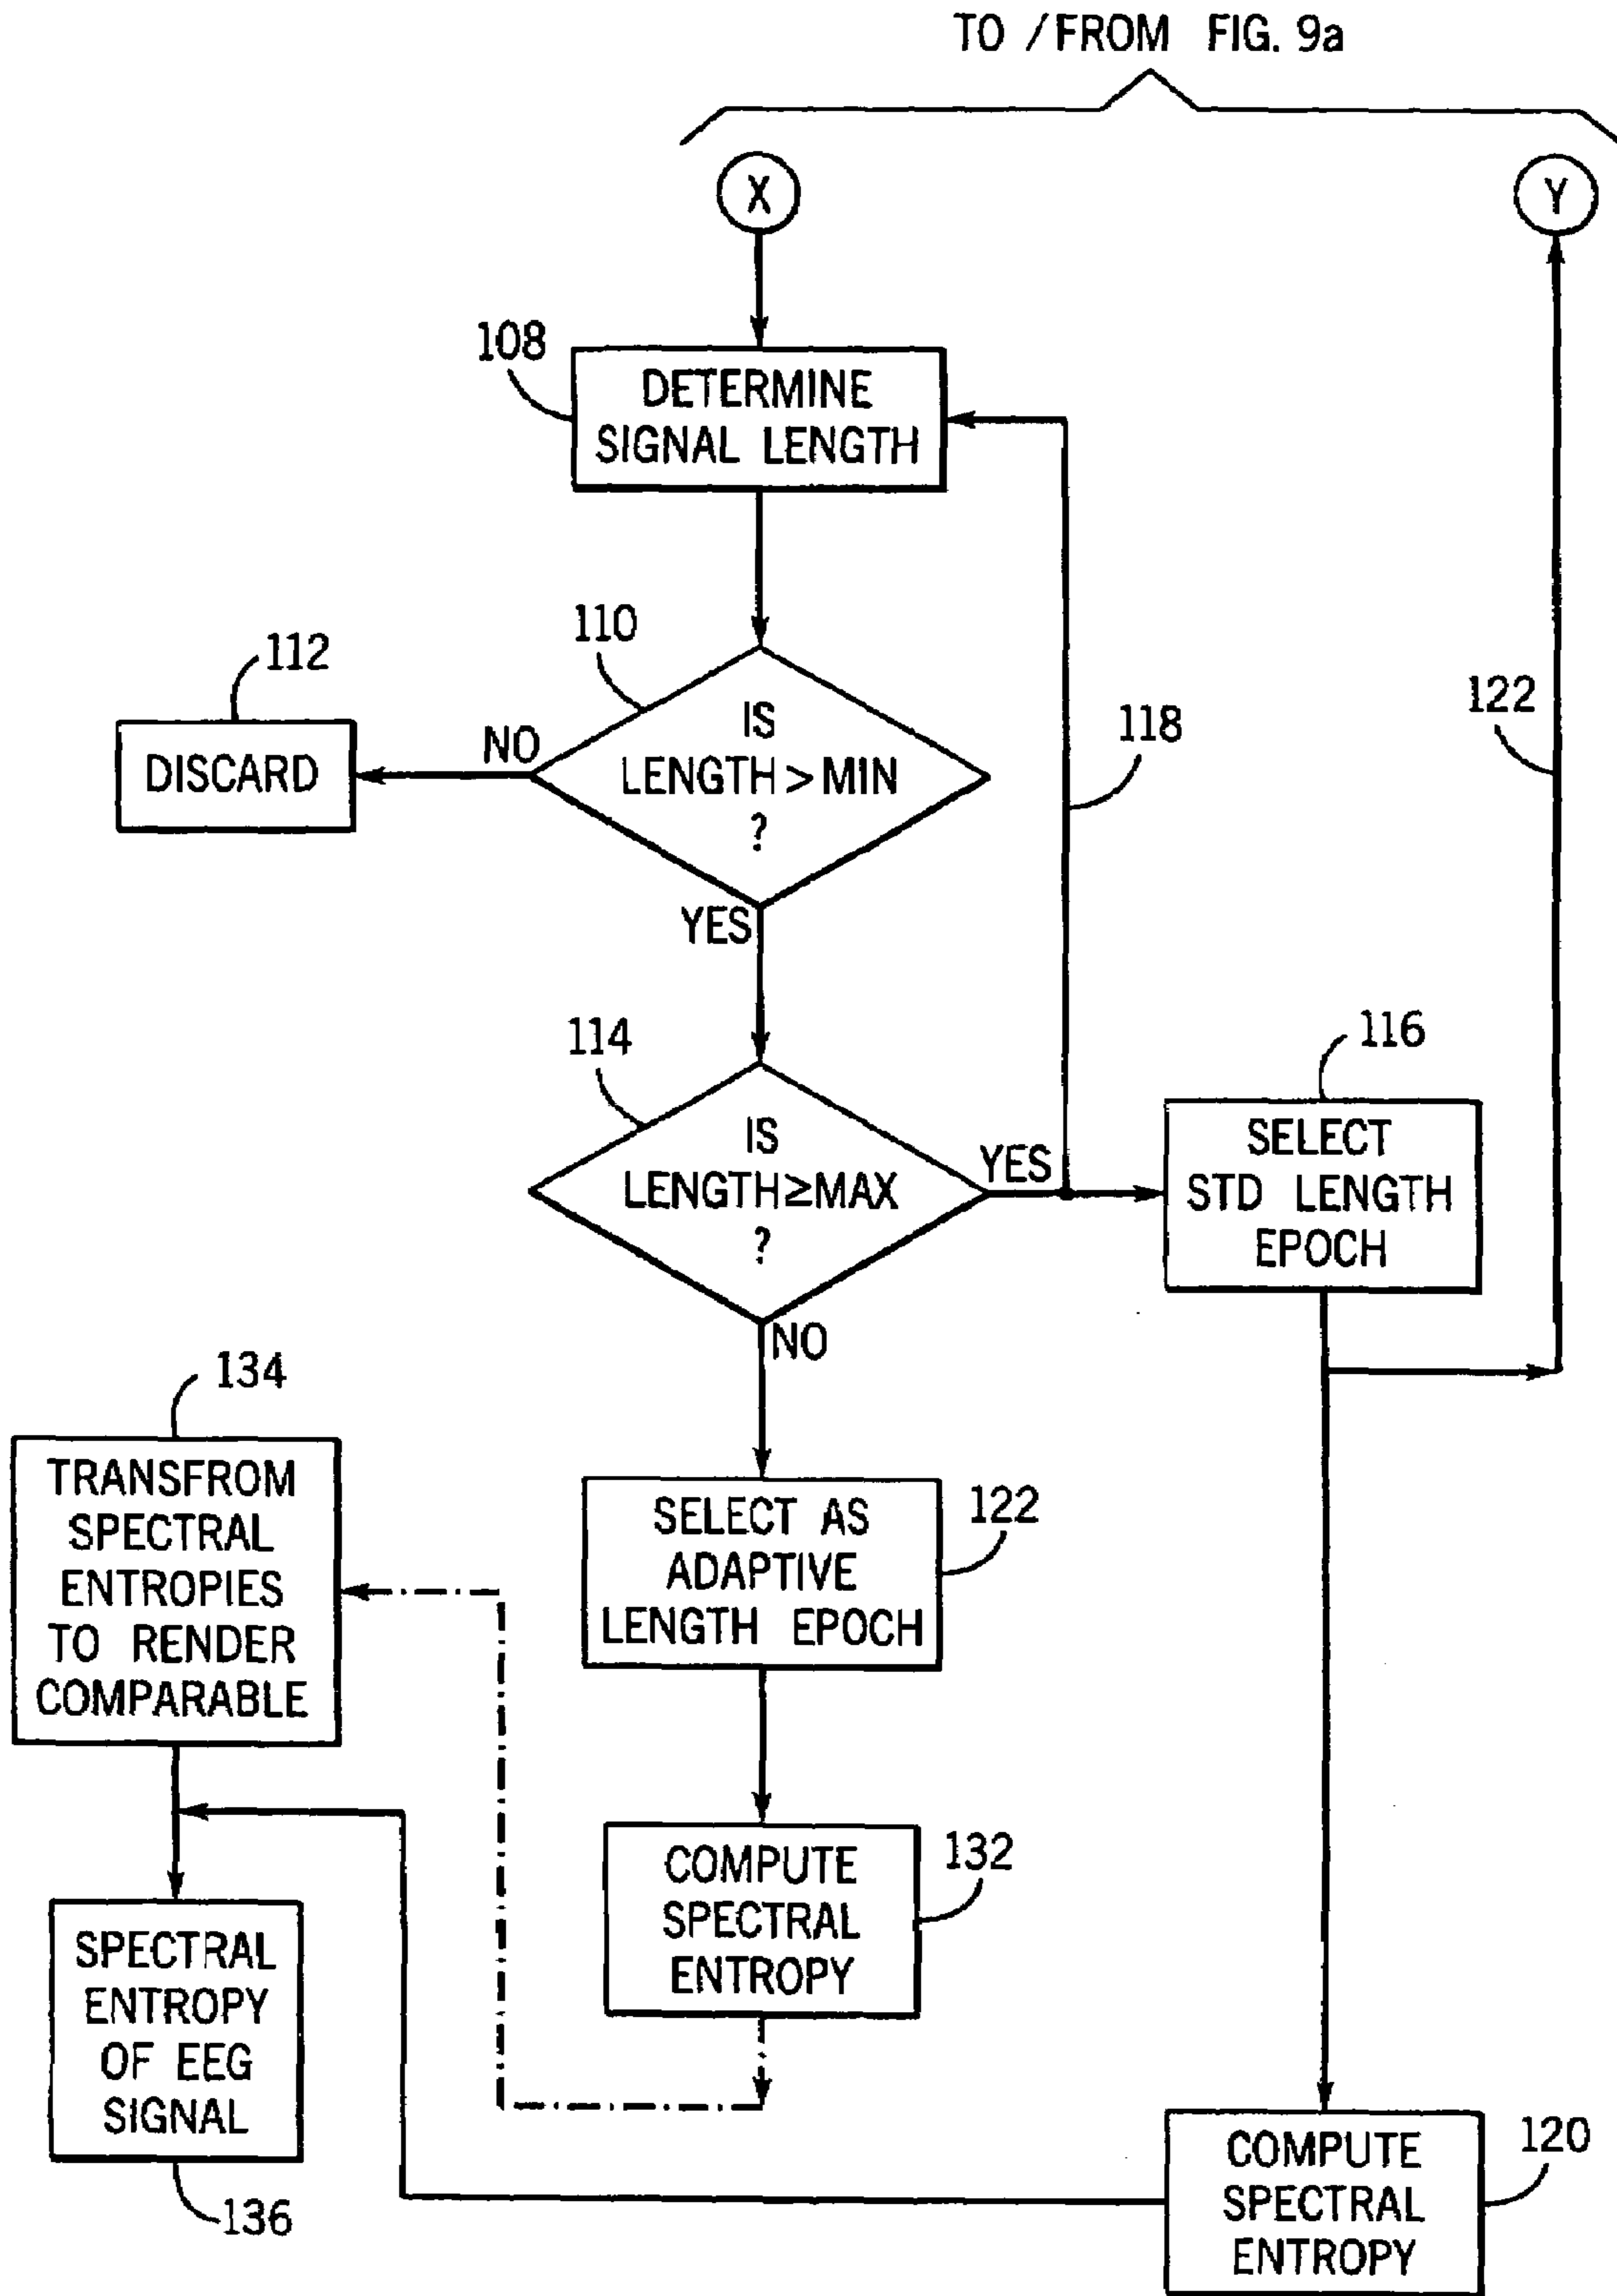 TO / FROM FIG. 9a
X
Y
108
DETERMINE
SIGNAL LENGTH
110
112
IS
LENGTH > MIN
?
NO
DISCARD
118
122
YES
114
116
IS
LENGTH ≥ MAX
?
YES
SELECT
STD LENGTH
EPOCH
NO
134
TRANSFROM
SPECTRAL
ENTROPIES
TO RENDER
COMPARABLE
SELECT AS
ADAPTIVE
LENGTH EPOCH
122
COMPUTE
SPECTRAL
ENTROPY
132
SPECTRAL
ENTROPY
OF EEG
SIGNAL
136
COMPUTE
SPECTRAL
ENTROPY
120